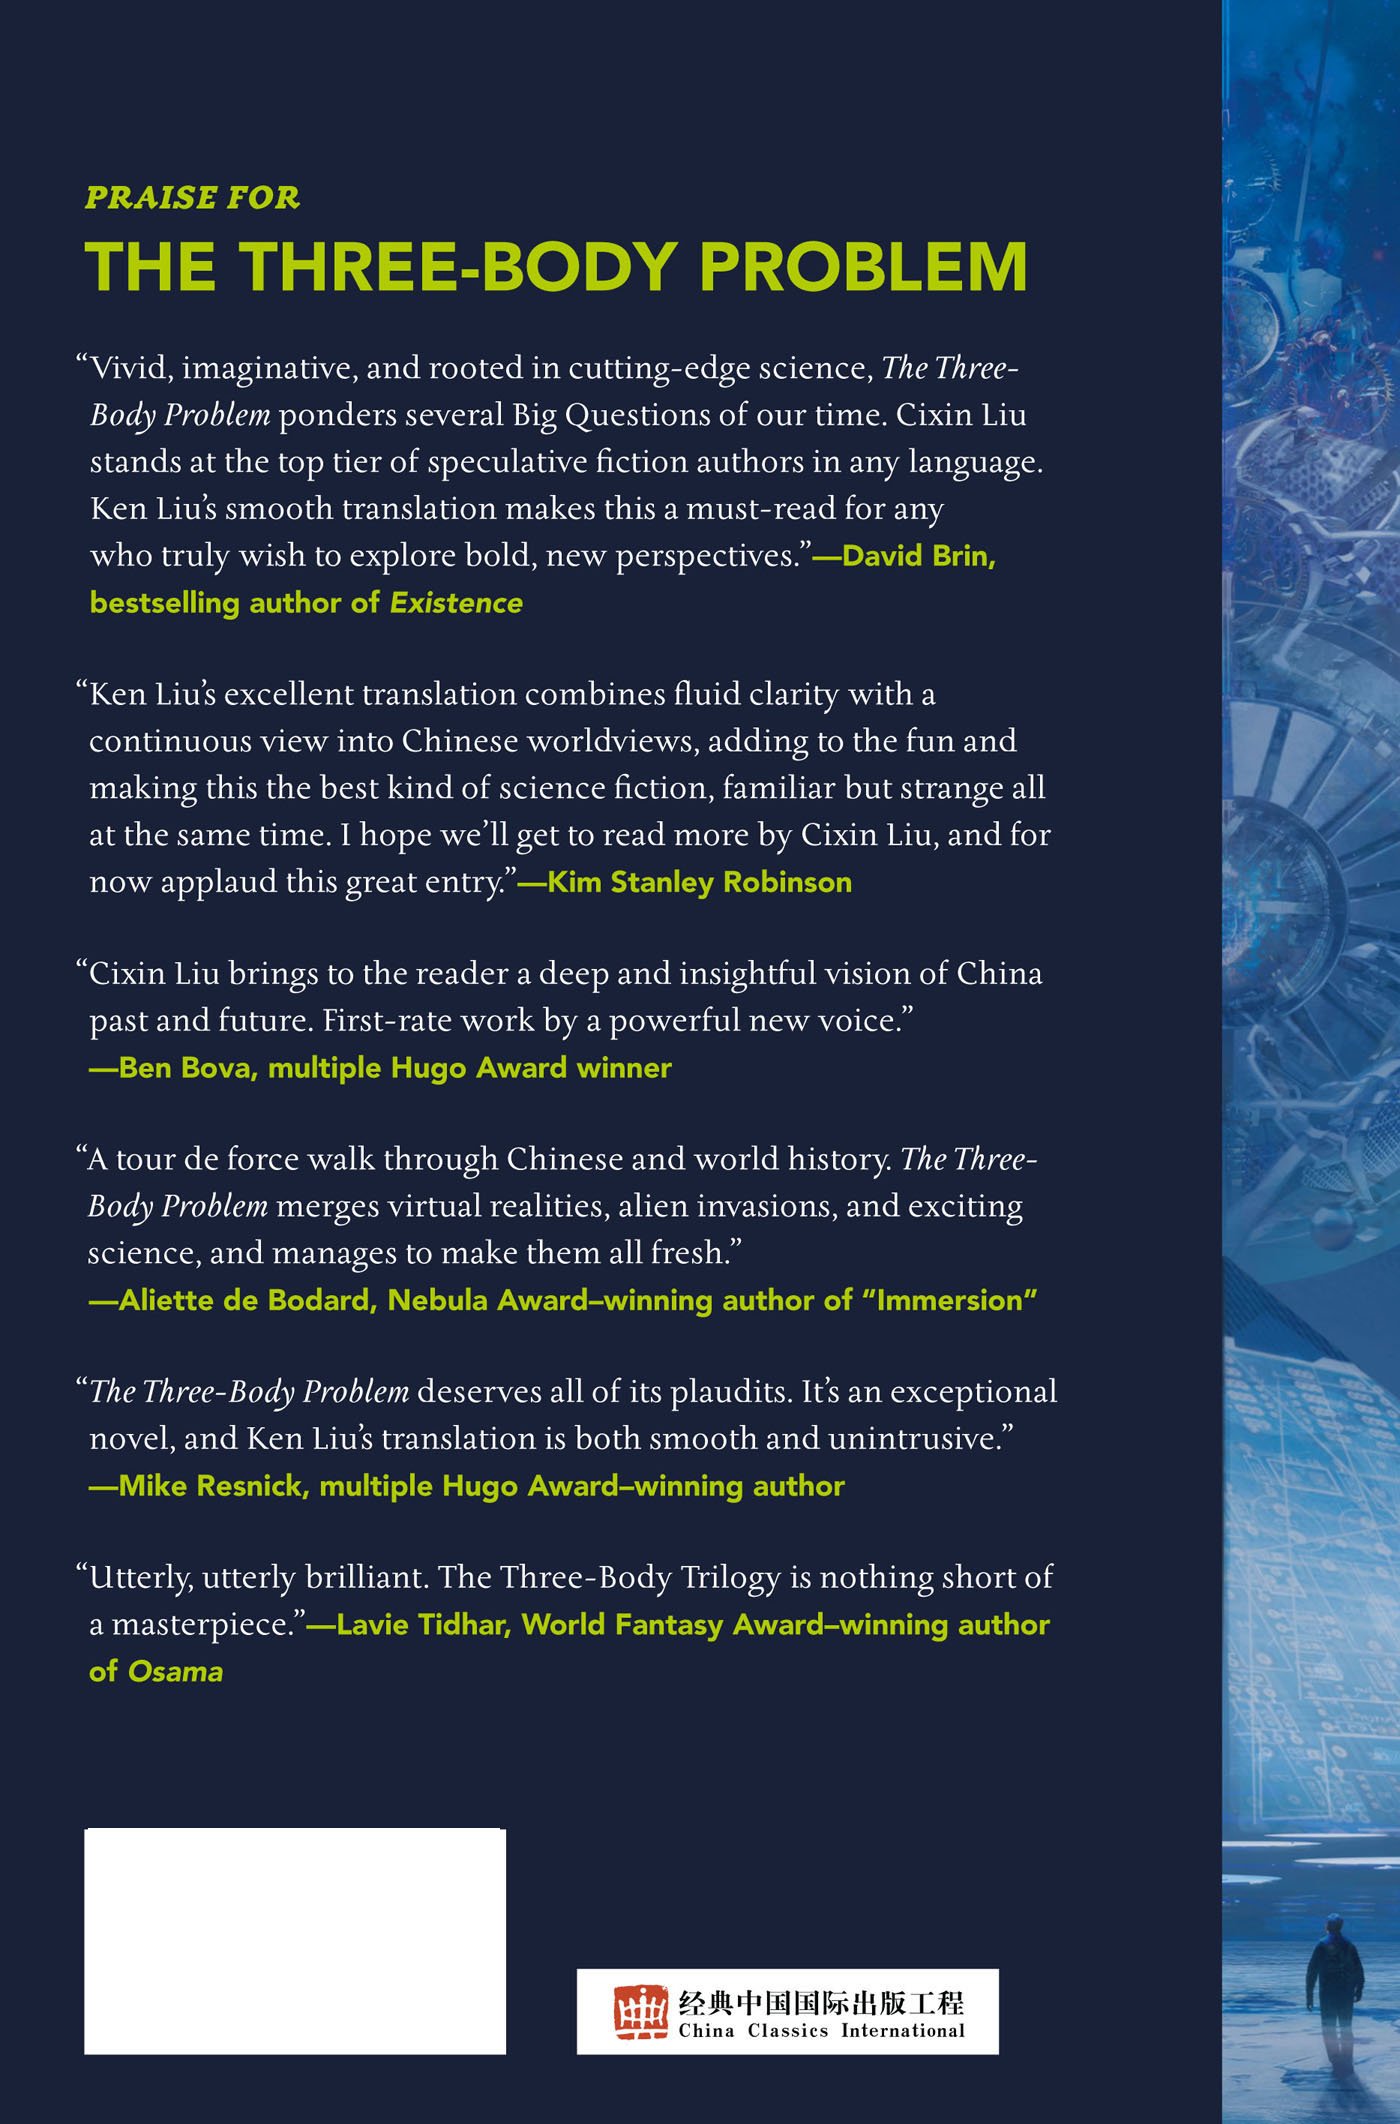 PRAISE FOR
THE THREE-BODY PROBLEM
“Vivid, imaginative, and rooted in cutting-edge science, The Three-
Body Problem ponders several Big Questions of our time. Cixin Liu
stands at the top tier of speculative fiction authors in any language.
Ken Liu’s smooth translation makes this a must-read for any
who truly wish to explore bold, new perspectives.”—David Brin,
bestselling author of Existence
“Ken Liu’s excellent translation combines fluid clarity with a
continuous view into Chinese worldviews, adding to the fun and
making this the best kind of science fiction, familiar but strange all
at the same time. I hope we’ll get to read more by Cixin Liu, and for
now applaud this great entry.”—Kim Stanley Robinson
“Cixin Liu brings to the reader a deep and insightful vision of China
past and future. First-rate work by a powerful new voice.”
—Ben Bova, multiple Hugo Award winner
“A tour de force walk through Chinese and world history. The Three-
Body Problem merges virtual realities, alien invasions, and exciting
science, and manages to make them all fresh.”
—Aliette de Bodard, Nebula Award–winning author of “Immersion”
“The Three-Body Problem deserves all of its plaudits. It’s an exceptional
novel, and Ken Liu’s translation is both smooth and unintrusive.”
—Mike Resnick, multiple Hugo Award–winning author
“Utterly, utterly brilliant. The Three-Body Trilogy is nothing short of
a masterpiece.”—Lavie Tidhar, World Fantasy Award–winning author
of Osama
经典中国国际出版工程
China Classics International